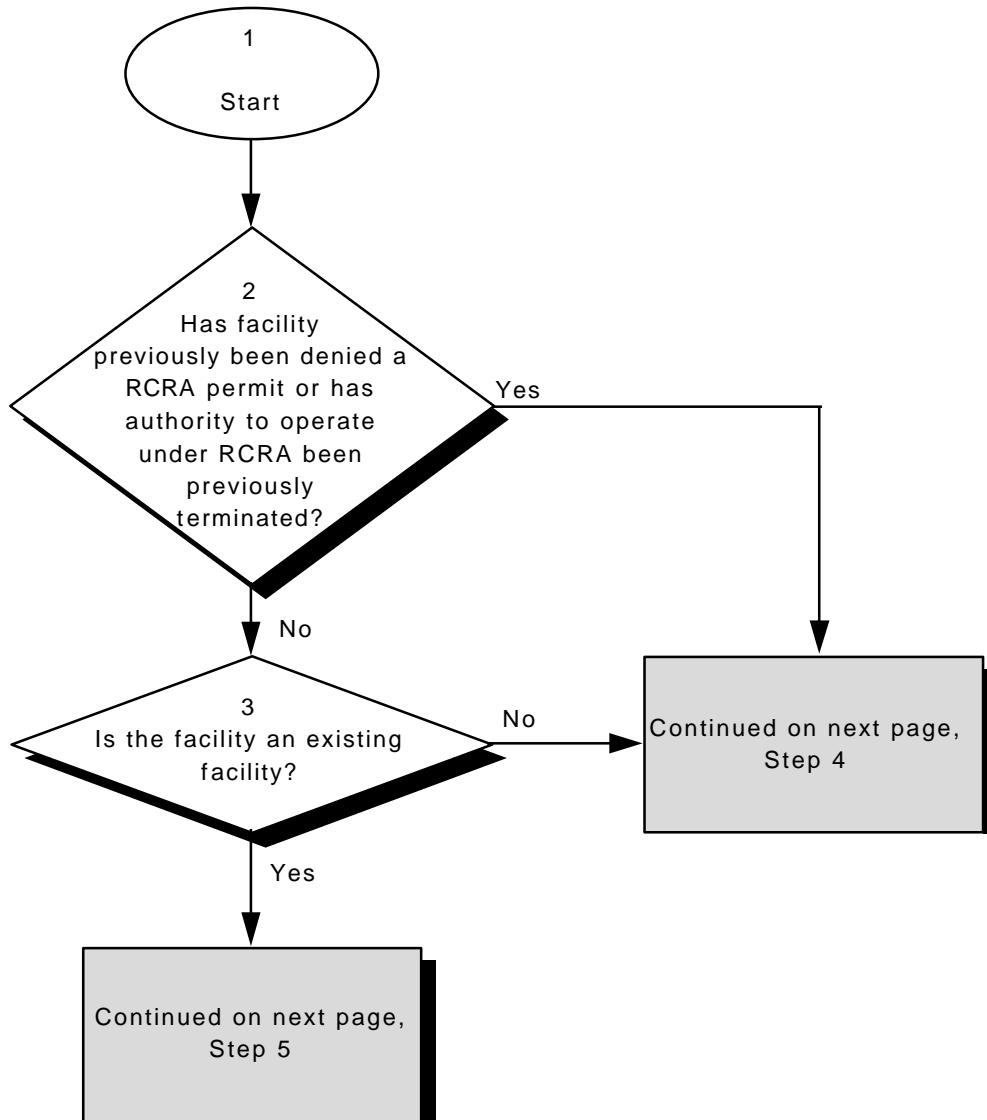 1
Start
2
Has facility
previously been denied a
RCRA permit or has
authority to operate
under RCRA been
previously
terminated?
Yes
No
3
Is the facility an existing
facility?
No
Continued on next page,
Step 4
Yes
Continued on next page,
Step 5